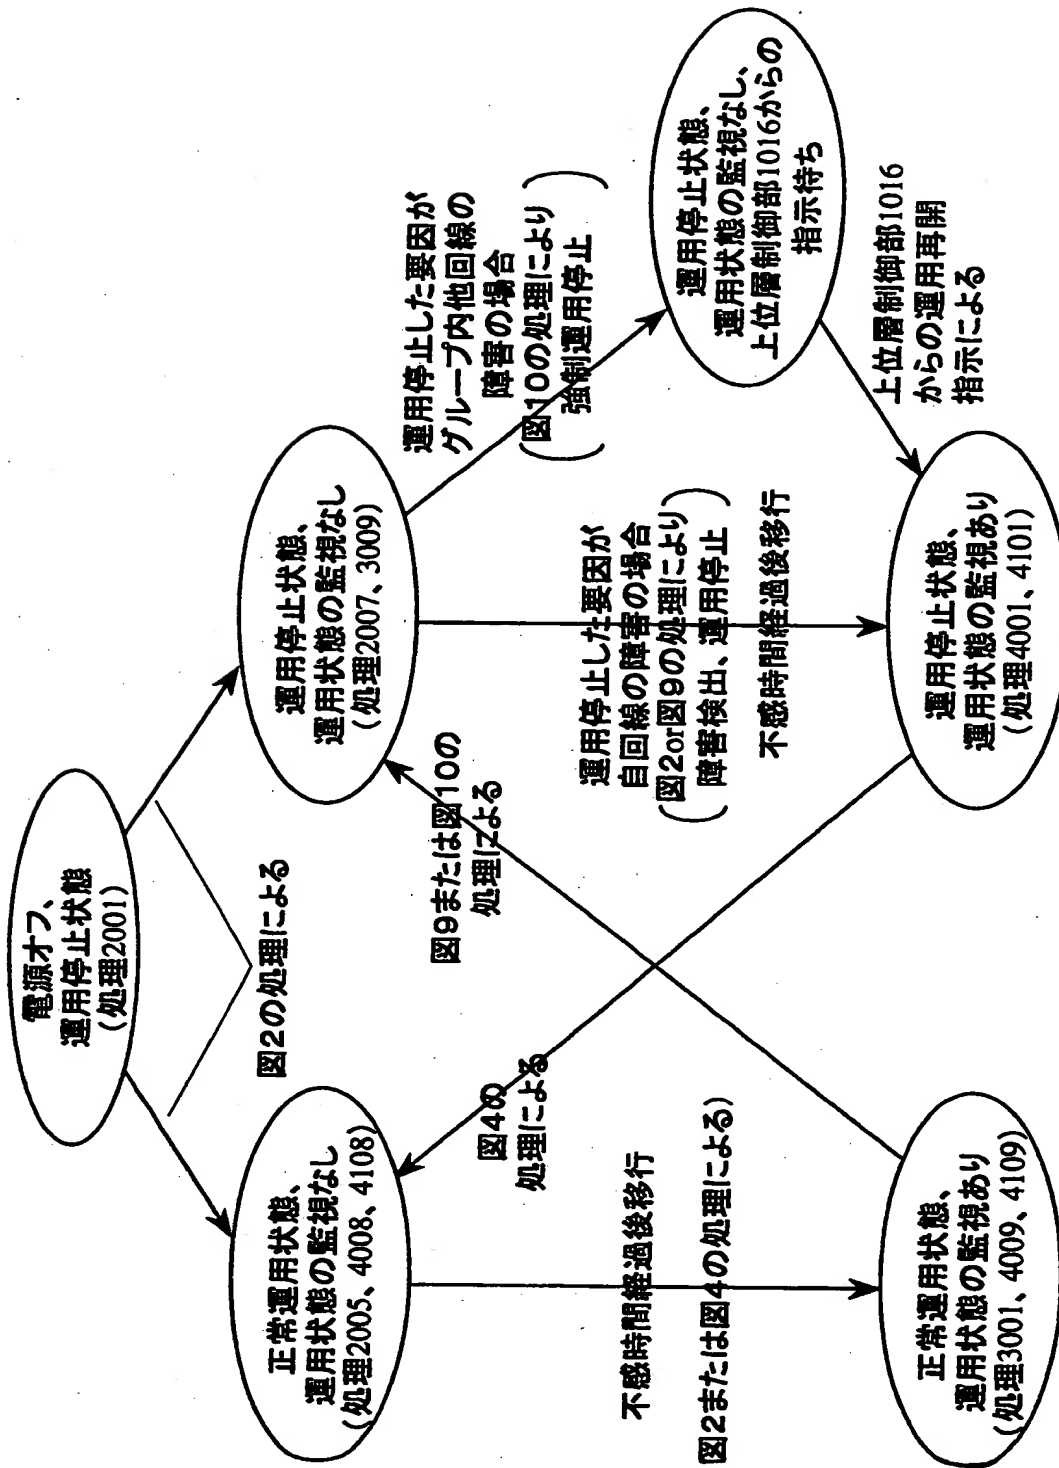 電源オフ、
運用停止状態
(処理2001)
図2の処理による
正常運用状態、
運用状態の監視なし
(処理2005、4008、4108)
運用停止状態、
運用状態の監視なし
(処理2007、3009)
運用停止した要因が
グループ内他回線の
障害の場合
(図10の処理により
強制運用停止)
図9または図10の
処理による
図4の
処理による
運用停止した要因が
自回線の障害の場合
(図2or図9の処理により
障害検出、運用停止)
不感時間経過後移行
運用停止状態、
運用状態の監視なし、
上位層制御部1016からの
指示待ち
上位層制御部1016
からの運用再開
指示による
不感時間経過後移行
(図2または図4の処理による)
正常運用状態、
運用状態の監視あり
(処理3001、4009、4109)
運用停止状態、
運用状態の監視あり
(処理4001、4101)